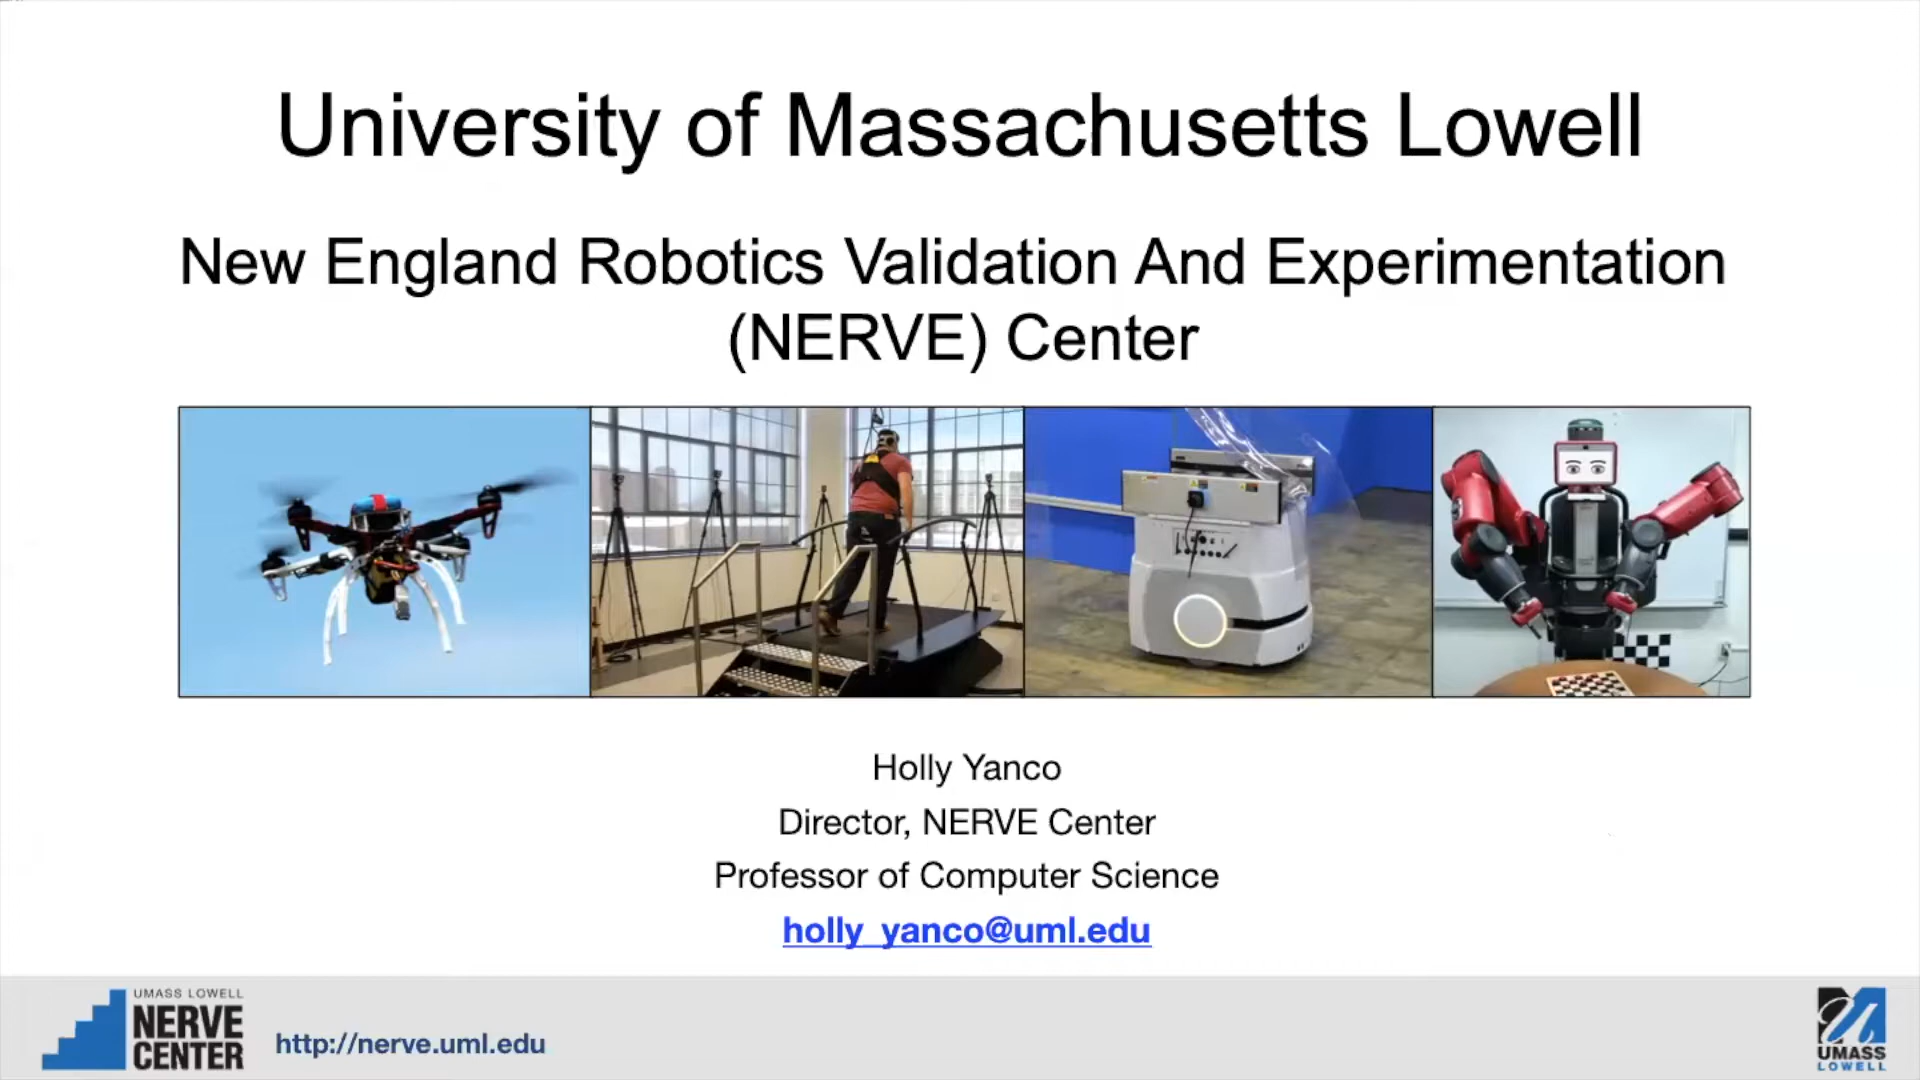 University of Massachusetts Lowell
New England Robotics Validation And Experimentation
(NERVE) Center
Holly Yanco
Director, NERVE Center
Professor of Computer Science
holly_yanco@uml.edu
UMASS LOWELL
NERVE
CENTER
http://nerve.uml.edu
UMASS
LOWELL